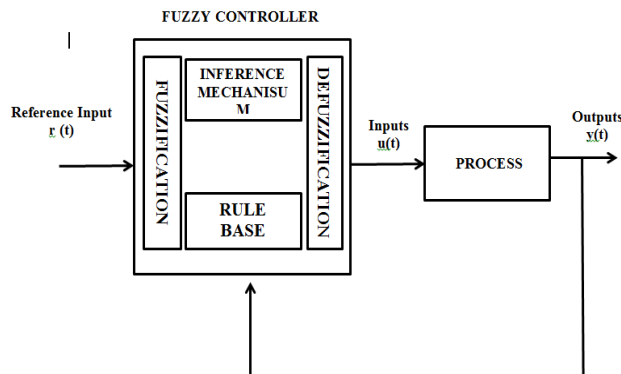 FUZZY CONTROLLER
Reference Input
r (t)
FUZZIFICATION
INFERENCE
MECHANISU
M
RULE
BASE
DEFUZZIFICATION
Inputs
u(t)
PROCESS
Outputs
y(t)